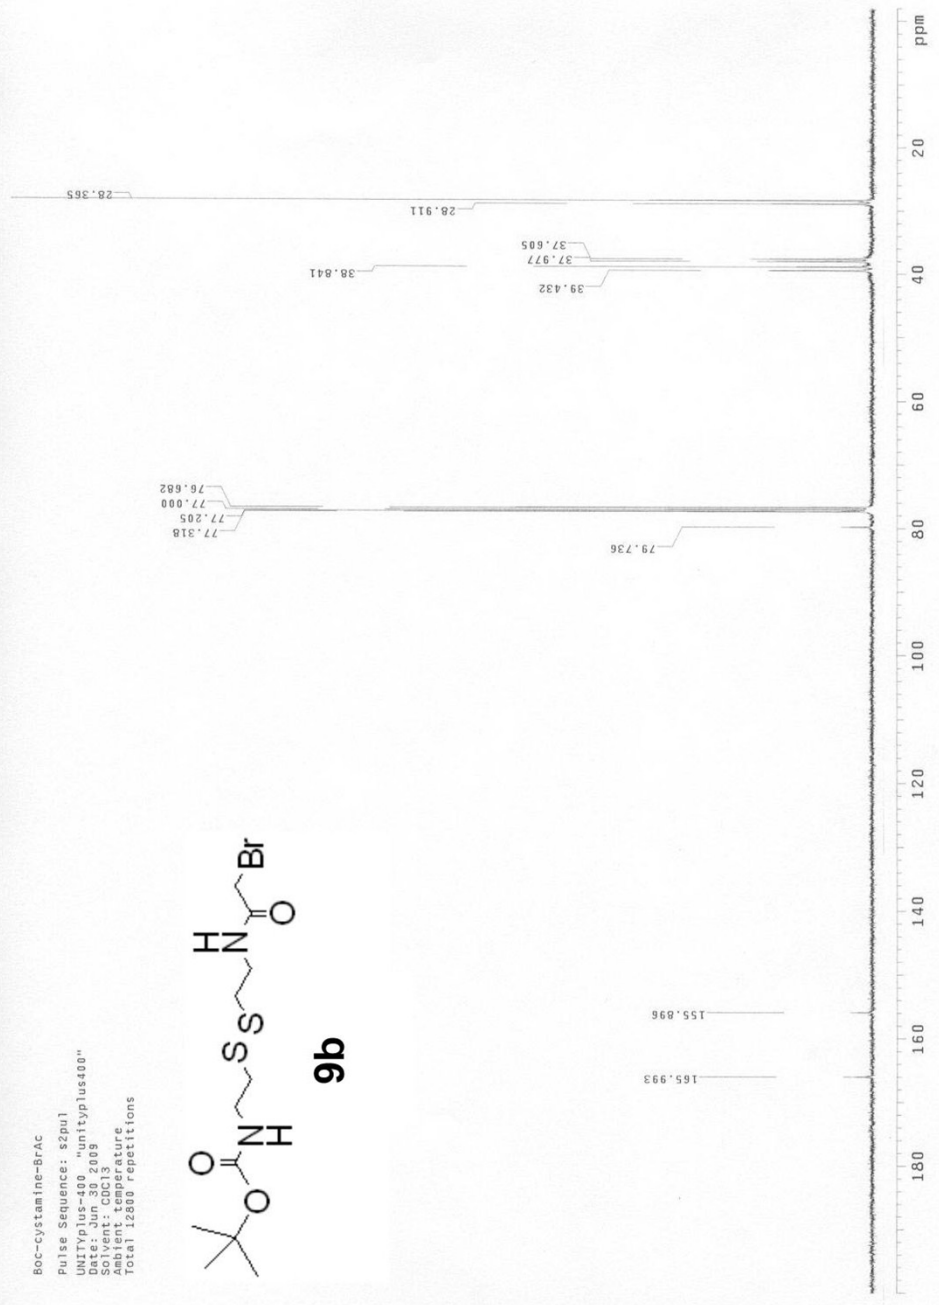 Boc-cystamine-BrAc
Pulse Sequence: s2pul
UNITYplus-400 "unityplus400"
Date: Jun 30 2009
Solvent: CDCl3
Ambient temperature
Total 12800 repetitions
O
O
N
H
S
S
H
N
O
Br
9b
165.993
155.896
79.736
77.318
77.205
77.000
76.682
39.432
38.841
37.977
37.605
28.911
28.365
180
160
140
120
100
80
60
40
20
ppm